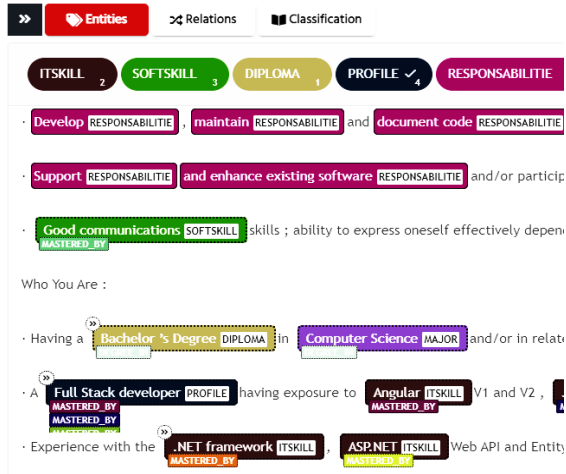 » Entities Relations Classification
ITSKILL 2 SOFTSKILL 3 DIPLOMA 1 PROFILE 4 RESPONSABILITIE
· Develop RESPONSABILITIE , maintain RESPONSABILITIE and document code RESPONSABILITIE
· Support RESPONSABILITIE and enhance existing software RESPONSABILITIE and/or particip
· Good communications SOFTSKILL skills ; ability to express oneself effectively depen
MASTERED_BY
Who You Are :
»
· Having a Bachelor 's Degree DIPLOMA in Computer Science MAJOR and/or in relate
»
· A Full Stack developer PROFILE having exposure to Angular ITSKILL V1 and V2 ,
MASTERED_BY MASTERED_BY
MASTERED_BY
»
· Experience with the .NET framework ITSKILL , ASP.NET ITSKILL Web API and Entity
MASTERED_BY MASTERED_BY